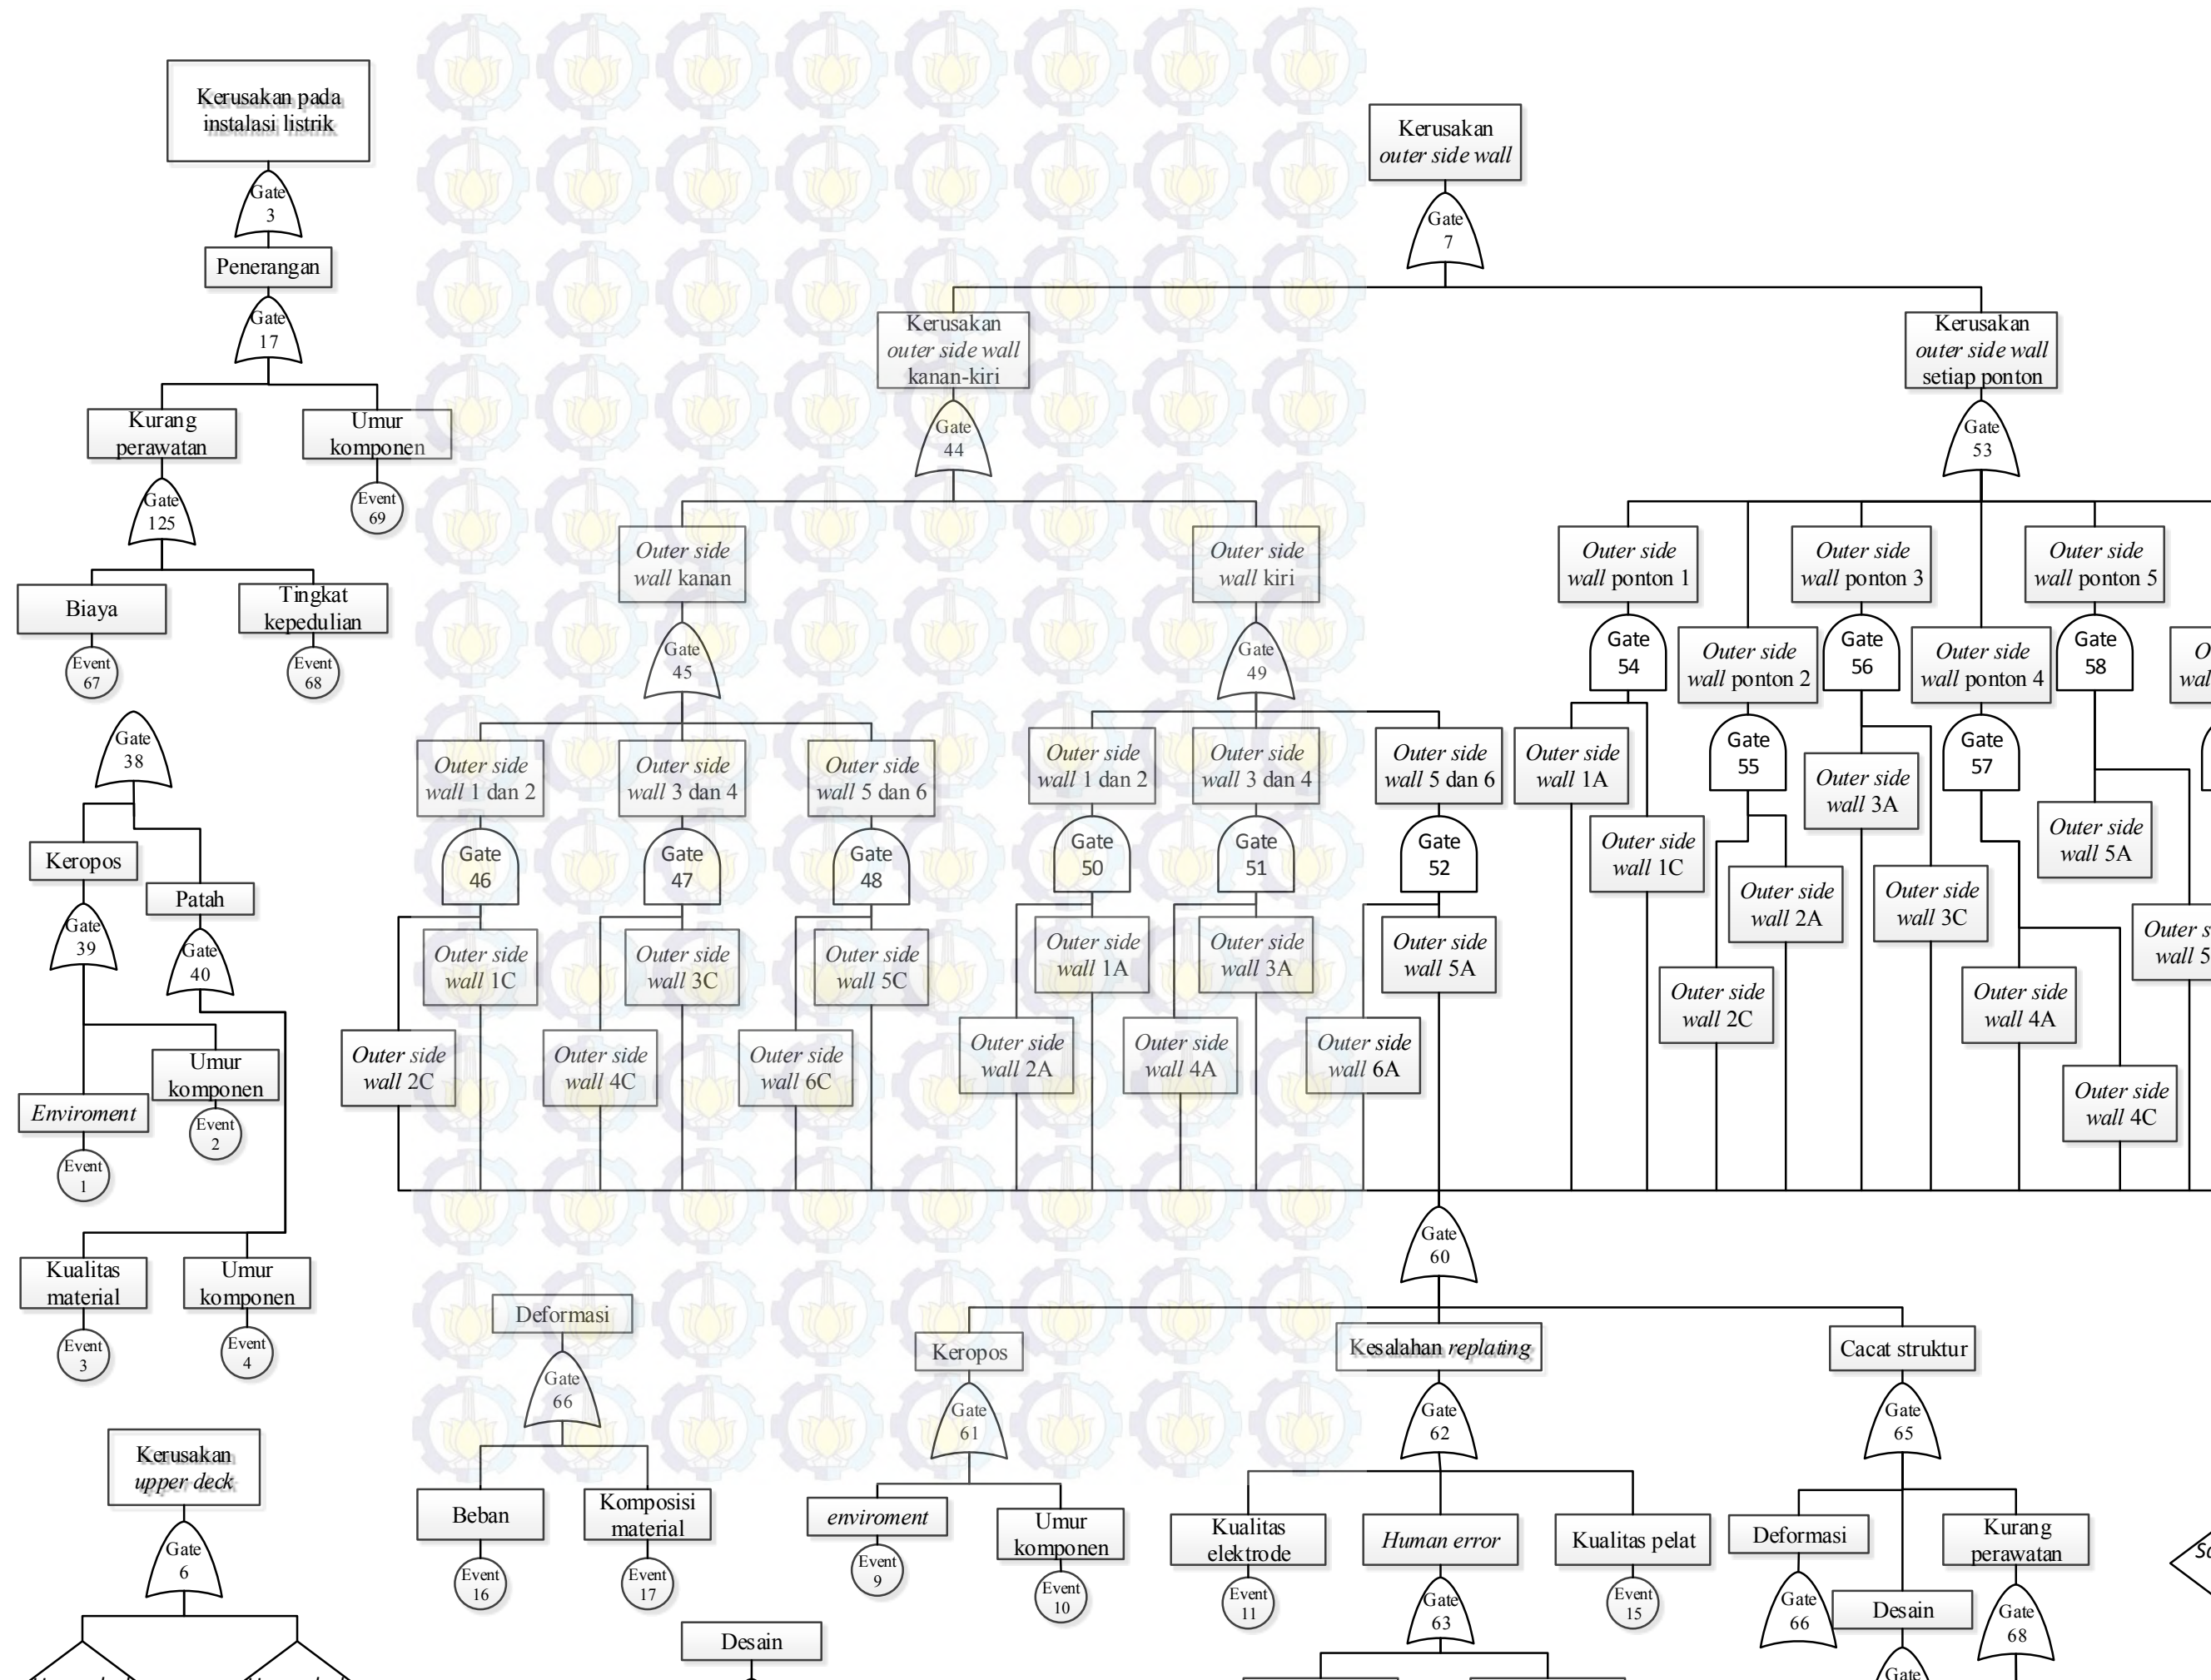 Kerusakan pada
instalasi listrik
Gate
3
Penerangan
Gate
17
Kurang
perawatan
Umur
komponen
Gate
125
Event
69
Biaya
Tingkat
kepedulian
Event
67
Event
68
Gate
38
Keropos
Patah
Gate
39
Gate
40
Umur
komponen
Enviroment
Event
2
Event
1
Kualitas
material
Umur
komponen
Event
3
Event
4
Kerusakan
upper deck
Gate
6
Kerusakan
outer side wall
Gate
7
Kerusakan
outer side wall
kanan-kiri
Kerusakan
outer side wall
setiap ponton
Gate
44
Gate
53
Outer side
wall kanan
Outer side
wall kiri
Gate
45
Gate
49
Outer side
wall 1 dan 2
Outer side
wall 3 dan 4
Outer side
wall 5 dan 6
Outer side
wall 1 dan 2
Outer side
wall 3 dan 4
Outer side
wall 5 dan 6
Gate
46
Gate
47
Gate
48
Gate
50
Gate
51
Gate
52
Outer side
wall 1C
Outer side
wall 3C
Outer side
wall 5C
Outer side
wall 1A
Outer side
wall 3A
Outer side
wall 5A
Outer side
wall 2C
Outer side
wall 4C
Outer side
wall 6C
Outer side
wall 2A
Outer side
wall 4A
Outer side
wall 6A
Outer side
wall ponton 1
Outer side
wall ponton 3
Outer side
wall ponton 5
Gate
54
Outer side
wall ponton 2
Gate
56
Outer side
wall ponton 4
Gate
58
Gate
55
Gate
57
Outer side
wall 1A
Outer side
wall 3A
Outer side
wall 5A
Outer side
wall 1C
Outer side
wall 2A
Outer side
wall 3C
Outer s
wall 5
Outer side
wall 2C
Outer side
wall 4A
Outer side
wall 4C
Gate
60
Deformasi
Keropos
Kesalahan replating
Cacat struktur
Gate
66
Gate
61
Gate
62
Gate
65
Beban
Komposisi
material
enviroment
Umur
komponen
Kualitas
elektrode
Human error
Kualitas pelat
Deformasi
Kurang
perawatan
Event
16
Event
17
Event
9
Event
10
Event
11
Gate
63
Event
15
Gate
66
Desain
Gate
68
Desain
Gate